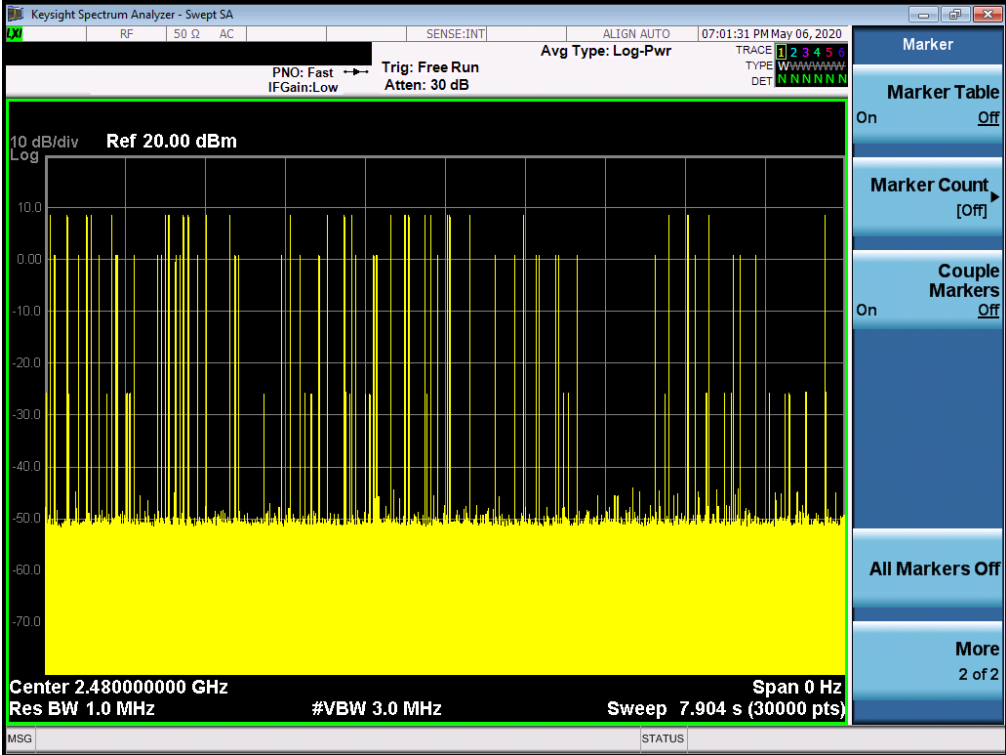 Keysight Spectrum Analyzer - Swept SA
LXI RF 50 Ω AC SENSE:INT ALIGN AUTO 07:01:31 PM May 06, 2020
Avg Type: Log-Pwr
TRACE 1 2 3 4 5 6
PNO: Fast Trig: Free Run
TYPE WWWWWW
IFGain:Low Atten: 30 dB
DET N N N N N N
10 dB/div Ref 20.00 dBm
Log
10.0
0.00
-10.0
-20.0
-30.0
-40.0
-50.0
-60.0
-70.0
Center 2.480000000 GHz Span 0 Hz
Res BW 1.0 MHz #VBW 3.0 MHz Sweep 7.904 s (30000 pts)
MSG STATUS
Marker
Marker Table
On Off
Marker Count
[Off]
Couple
Markers
On Off
All Markers Off
More
2 of 2